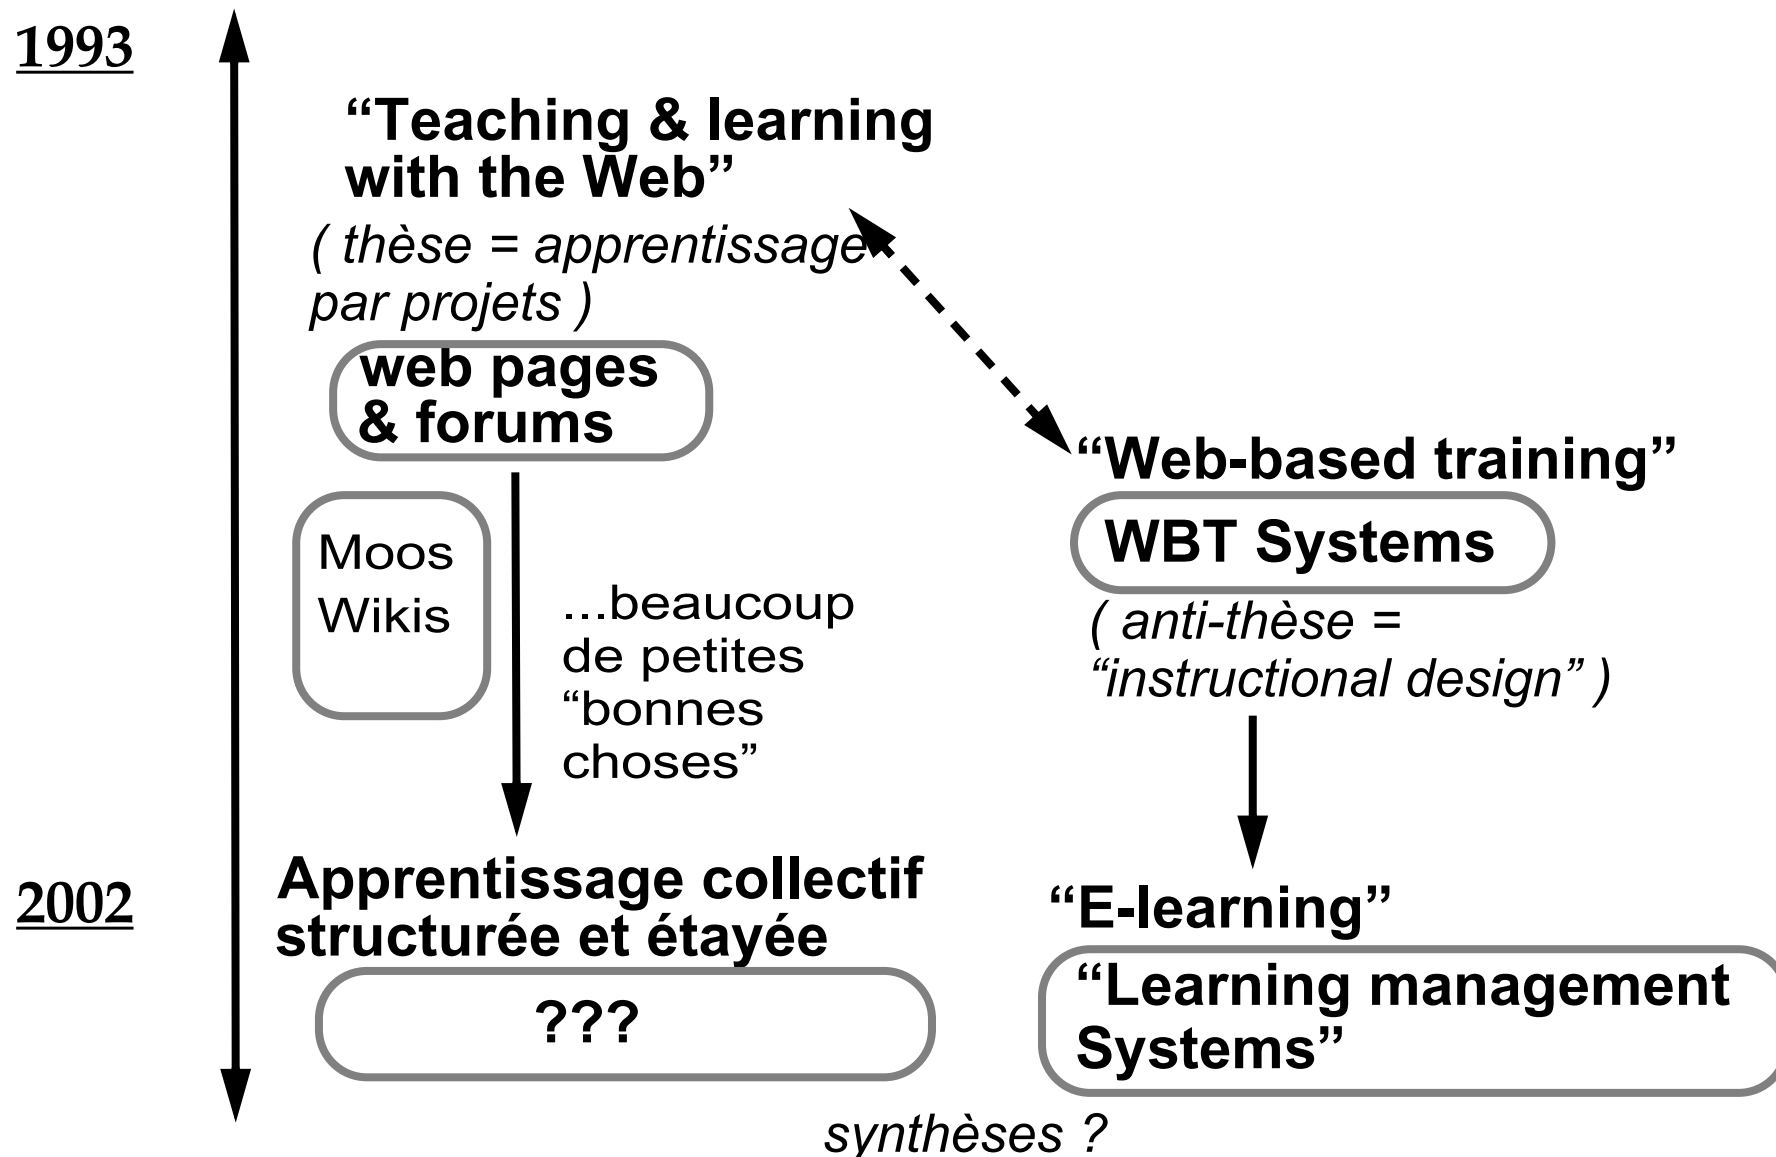 1993
“Teaching & learning
with the Web”
( thèse = apprentissage
par projets )
web pages
& forums
Moos
Wikis
...beaucoup
de petites
“bonnes
choses”
“Web-based training”
WBT Systems
( anti-thèse =
“instructional design” )
2002
Apprentissage collectif
structurée et étayée
???
“E-learning”
“Learning management
Systems”
synthèses ?